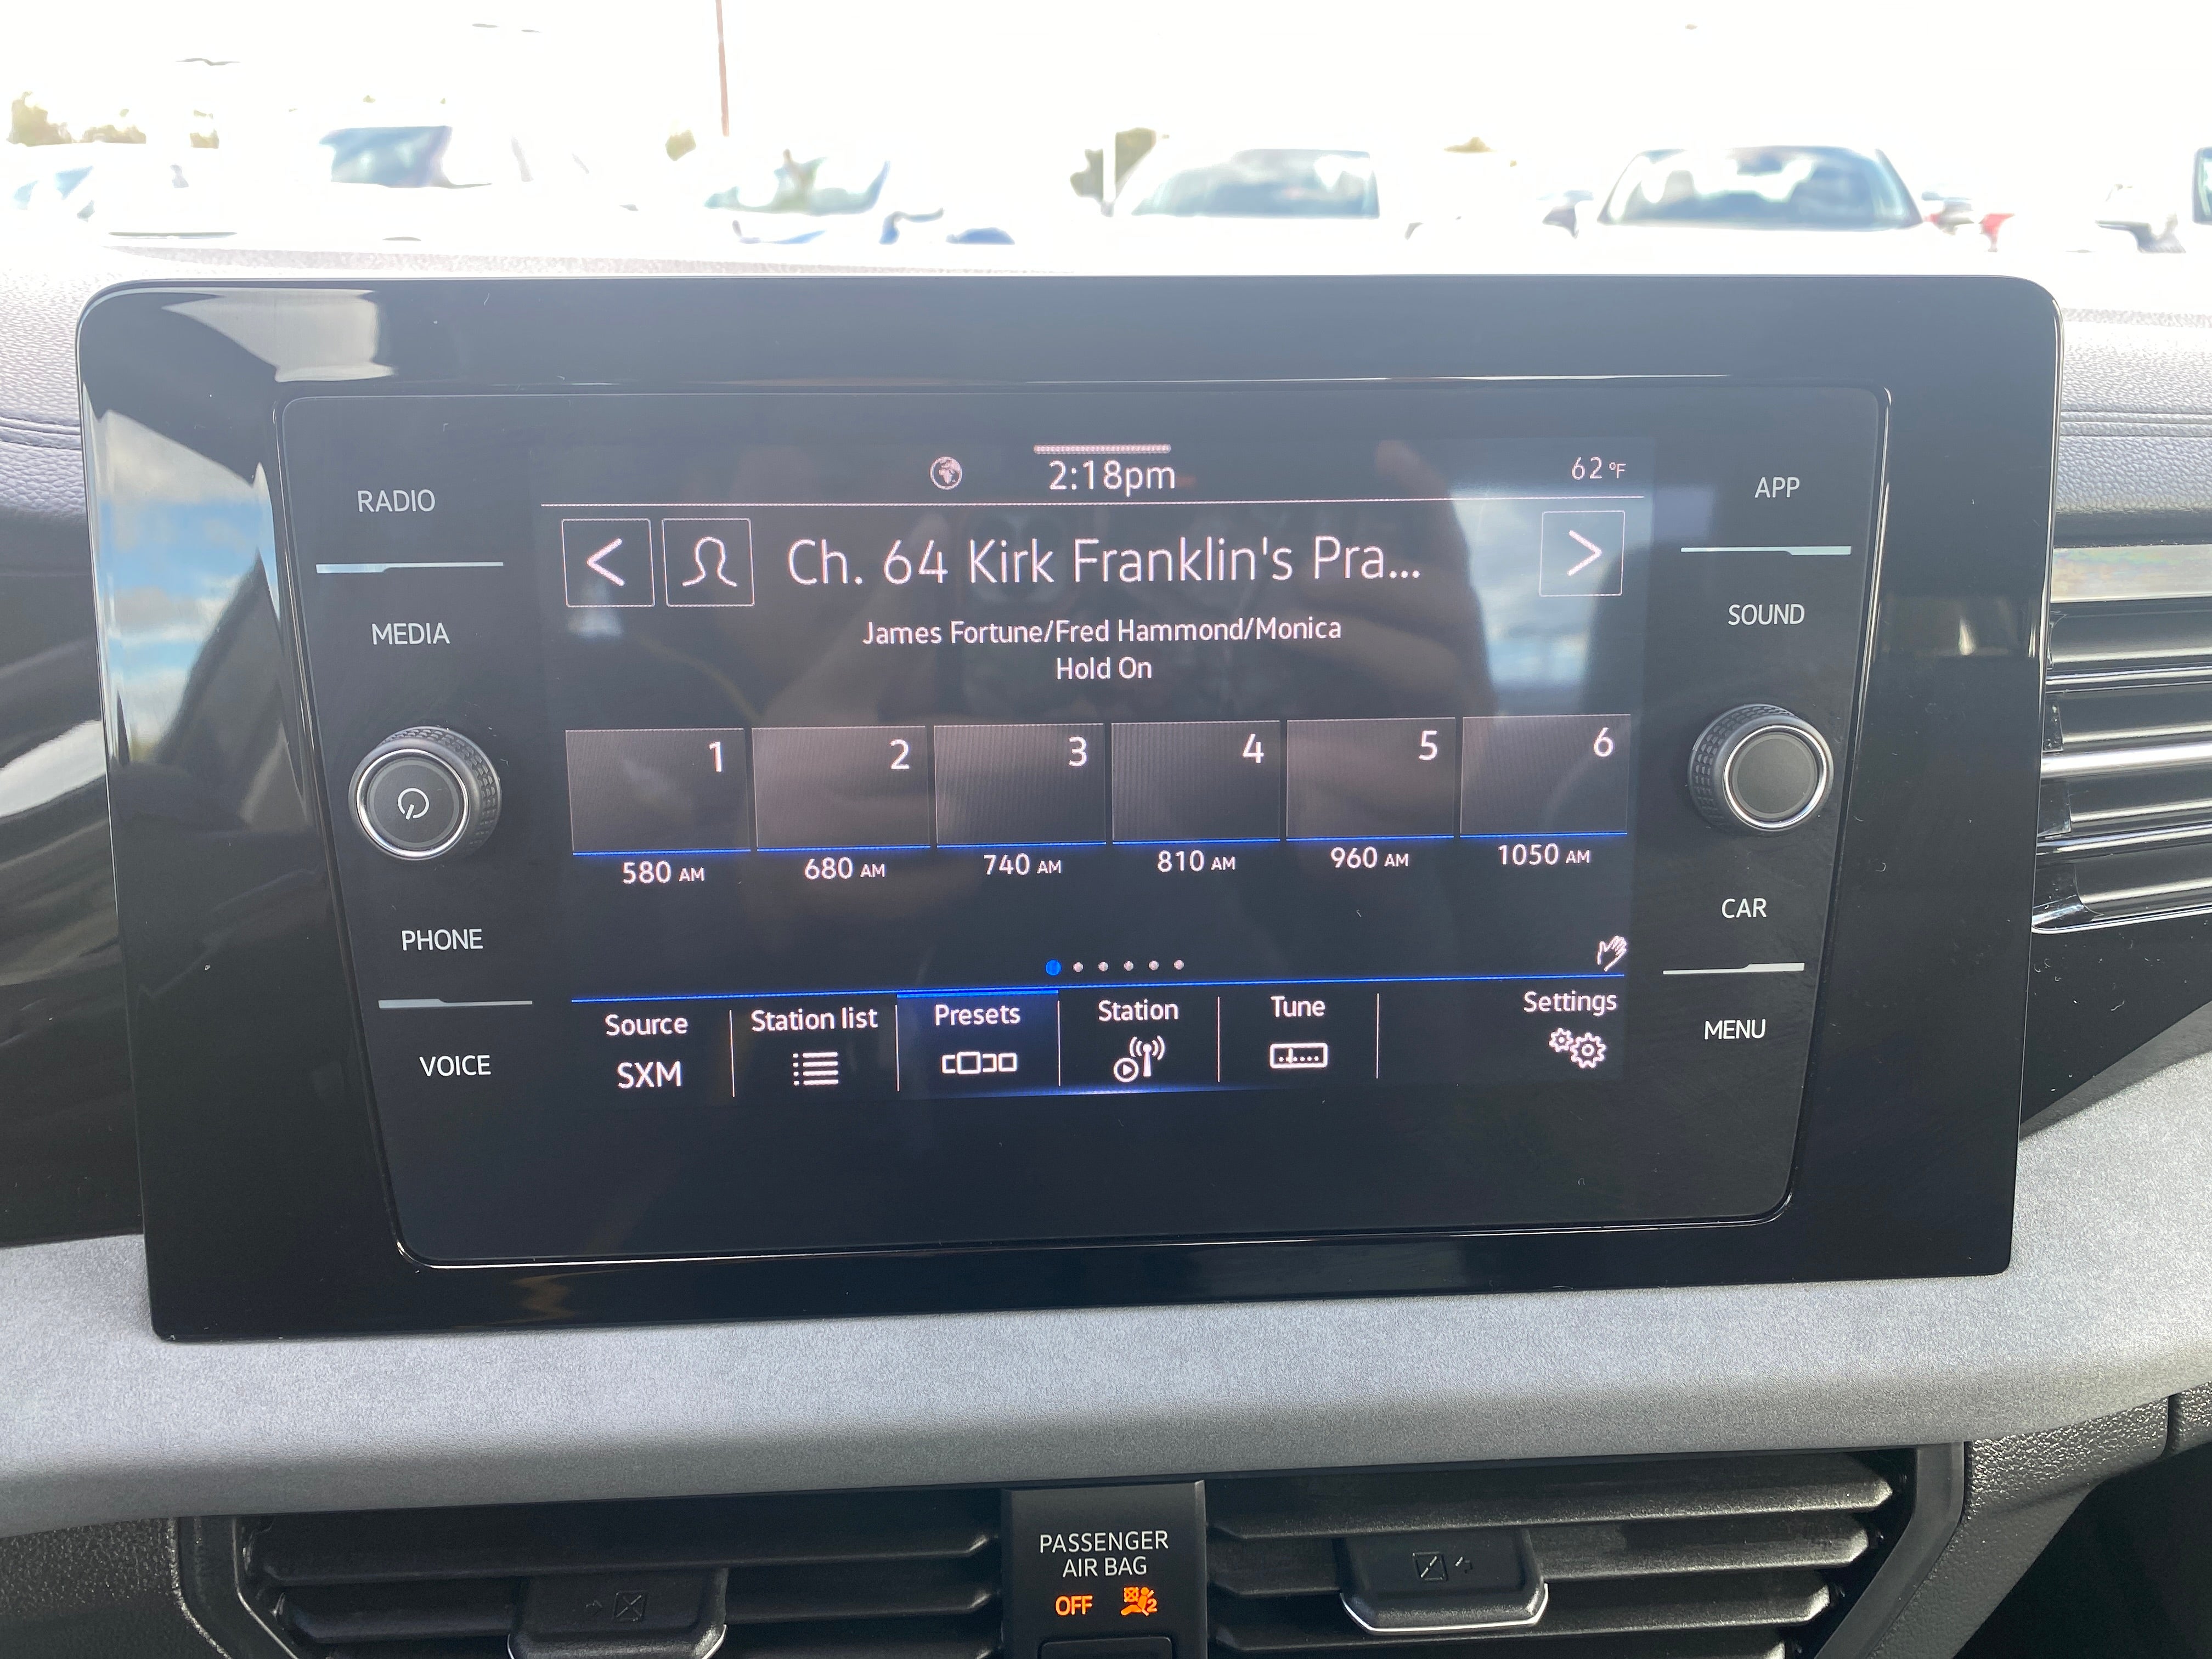 2:18pm
62 °F
RADIO
APP
Ch. 64 Kirk Franklin's Pra...
MEDIA
SOUND
James Fortune/Fred Hammond/Monica
Hold On
1 2 3 4 5 6
580 AM 680 AM 740 AM 810 AM 960 AM 1050 AM
PHONE
CAR
Source Station list Presets Station Tune Settings
SXM
VOICE
MENU
PASSENGER
AIR BAG
OFF 2